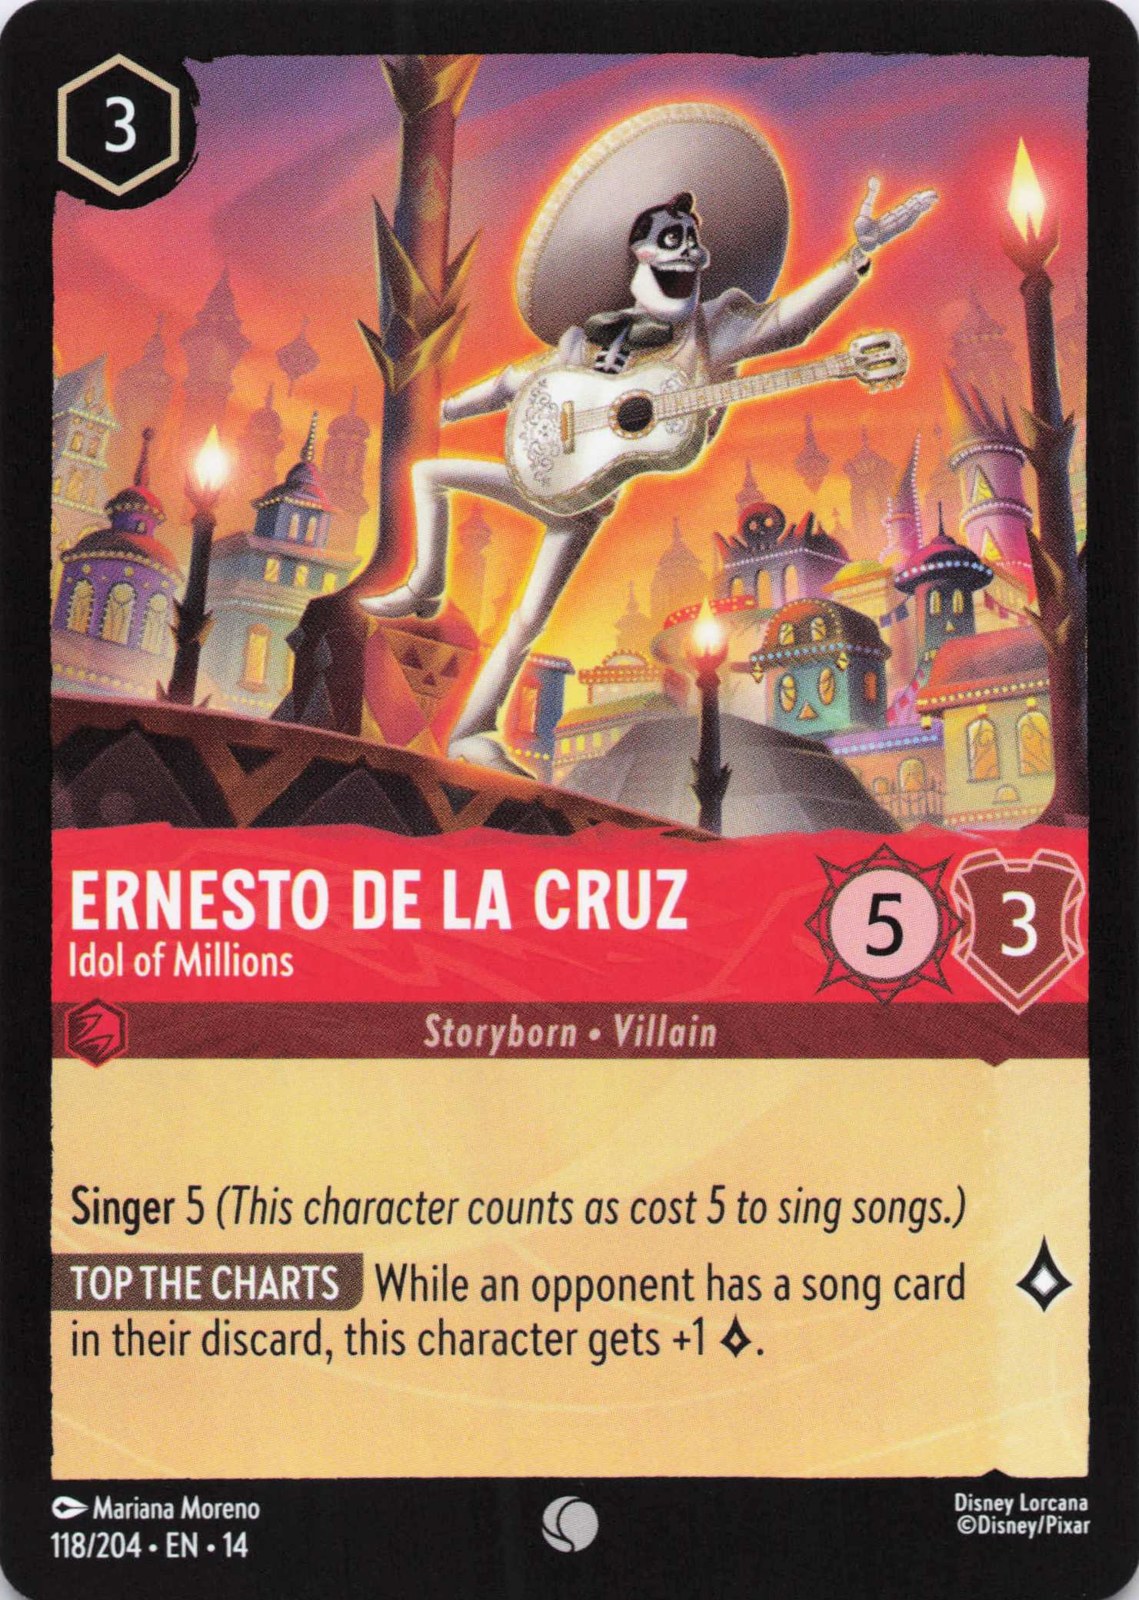 3
ERNESTO DE LA CRUZ
Idol of Millions
5
3
Storyborn • Villain
Singer 5 (This character counts as cost 5 to sing songs.)
TOP THE CHARTS While an opponent has a song card
in their discard, this character gets +1 .
Mariana Moreno
118/204 • EN • 14
Disney Lorcana
©Disney/Pixar